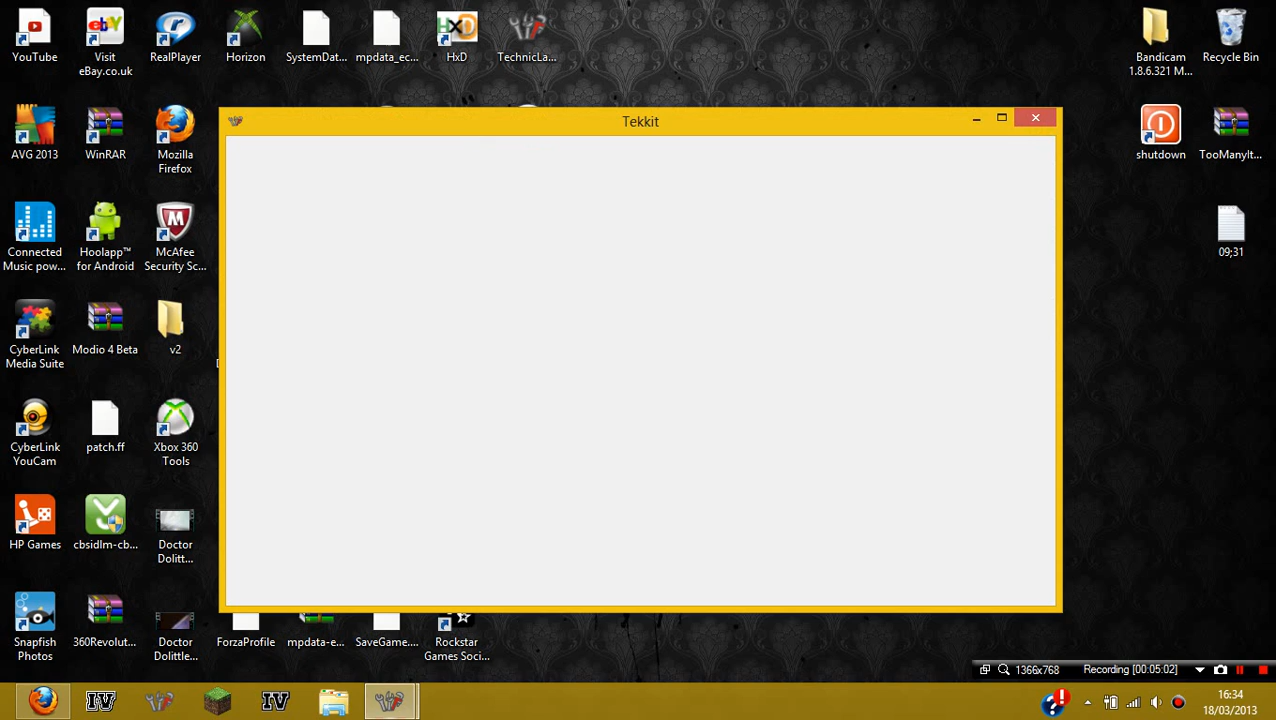 YouTube
Visit
eBay.co.uk
RealPlayer
Horizon
SystemDat...
mpdata_ec...
HxD
TechnicLa...
Bandicam
1.8.6.321 M...
Recycle Bin
Tekkit
AVG 2013
WinRAR
Mozilla
Firefox
shutdown
TooManyIt...
Connected
Music pow...
Hoolapp™
for Android
McAfee
Security Sc...
09;31
CyberLink
Media Suite
Modio 4 Beta
v2
CyberLink
YouCam
patch.ff
Xbox 360
Tools
HP Games
cbsidlm-cb...
Doctor
Dolitt...
Snapfish
Photos
360Revolut...
Doctor
Dolittle...
ForzaProfile
mpdata-e...
SaveGame....
Rockstar
Games Soci...
1366x768
Recording [00:05:02]
IV
IV
16:34
18/03/2013